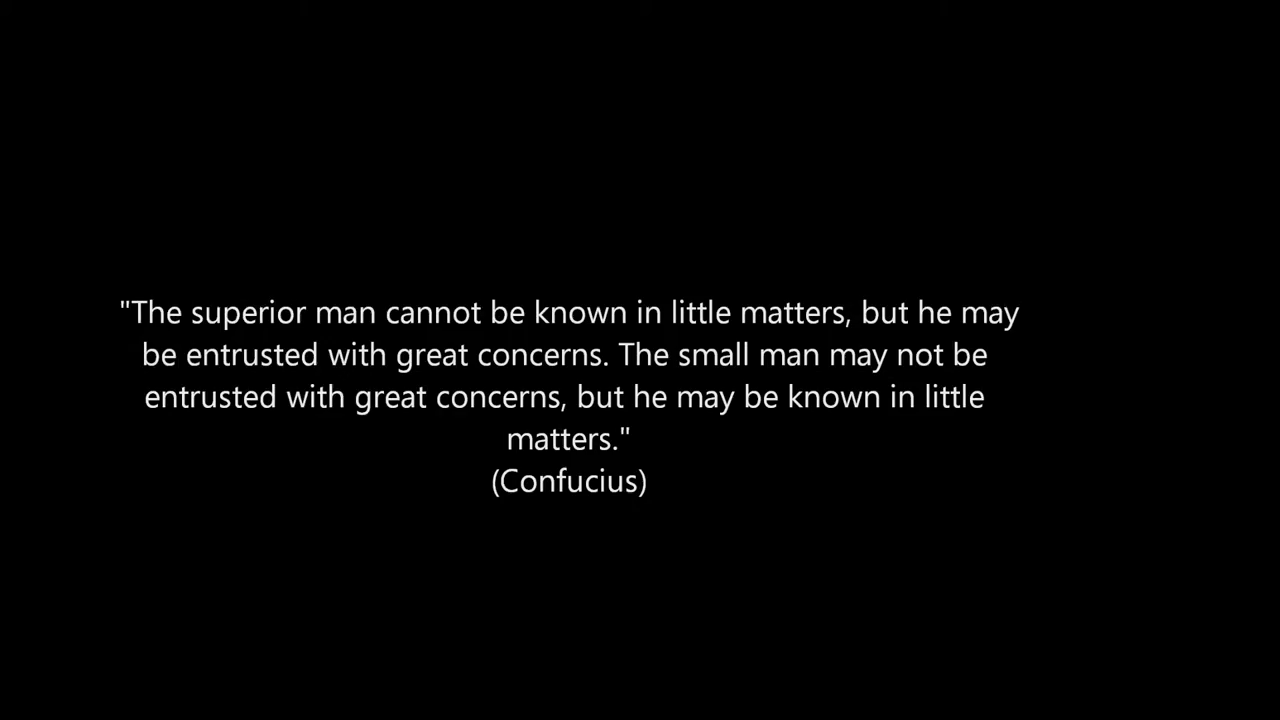 "The superior man cannot be known in little matters, but he may
be entrusted with great concerns. The small man may not be
entrusted with great concerns, but he may be known in little
matters."
(Confucius)